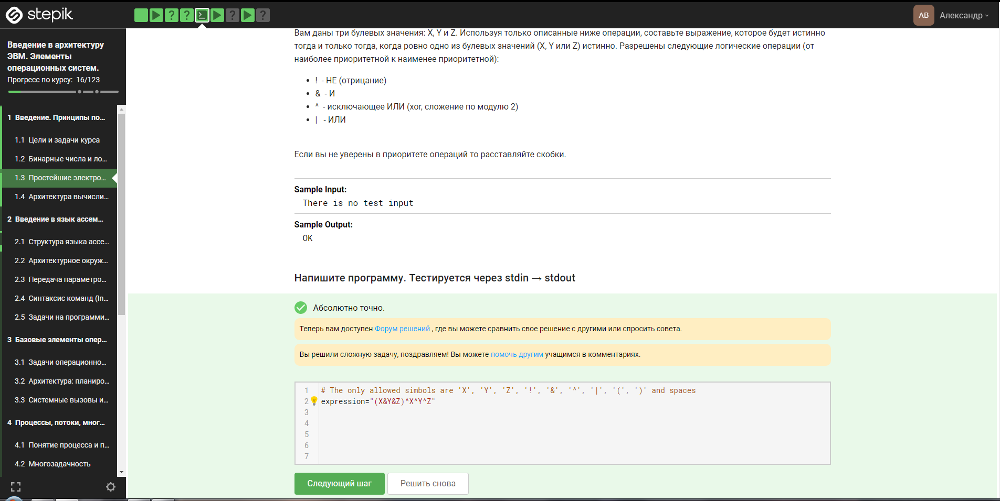 stepik
? ? >_ ? ?
AB Александр
Введение в архитектуру
ЭВМ. Элементы
операционных систем.
Прогресс по курсу: 16/123
1 Введение. Принципы по...
1.1 Цели и задачи курса
1.2 Бинарные числа и ло...
1.3 Простейшие электро...
1.4 Архитектура вычисли...
2 Введение в язык ассем...
2.1 Структура языка ассе...
2.2 Архитектурное окруж...
2.3 Передача параметро...
2.4 Синтаксис команд (In...
2.5 Задачи на программи...
3 Базовые элементы опер...
3.1 Задачи операционно...
3.2 Архитектура: планиро...
3.3 Системные вызовы и...
4 Процессы, потоки, мног...
4.1 Понятие процесса и п...
4.2 Многозадачность
Вам даны три булевых значения: X, Y и Z. Используя только описанные ниже операции, составьте выражение, которое будет истинно
тогда и только тогда, когда ровно одно из булевых значений (X, Y или Z) истинно. Разрешены следующие логические операции (от
наиболее приоритетной к наименее приоритетной):
• ! - НЕ (отрицание)
• & - И
• ^ - исключающее ИЛИ (xor, сложение по модулю 2)
• | - ИЛИ
Если вы не уверены в приоритете операций то расставляйте скобки.
Sample Input:
There is no test input
Sample Output:
OK
Напишите программу. Тестируется через stdin → stdout
Абсолютно точно.
Теперь вам доступен Форум решений , где вы можете сравнить свое решение с другими или спросить совета.
Вы решили сложную задачу, поздравляем! Вы можете помочь другим учащимся в комментариях.
1 # The only allowed simbols are 'X', 'Y', 'Z', '!', '&', '^', '|', '(', ')' and spaces
2 expression="(X&Y&Z)^X^Y^Z"
3
4
5
6
7
Следующий шаг Решить снова